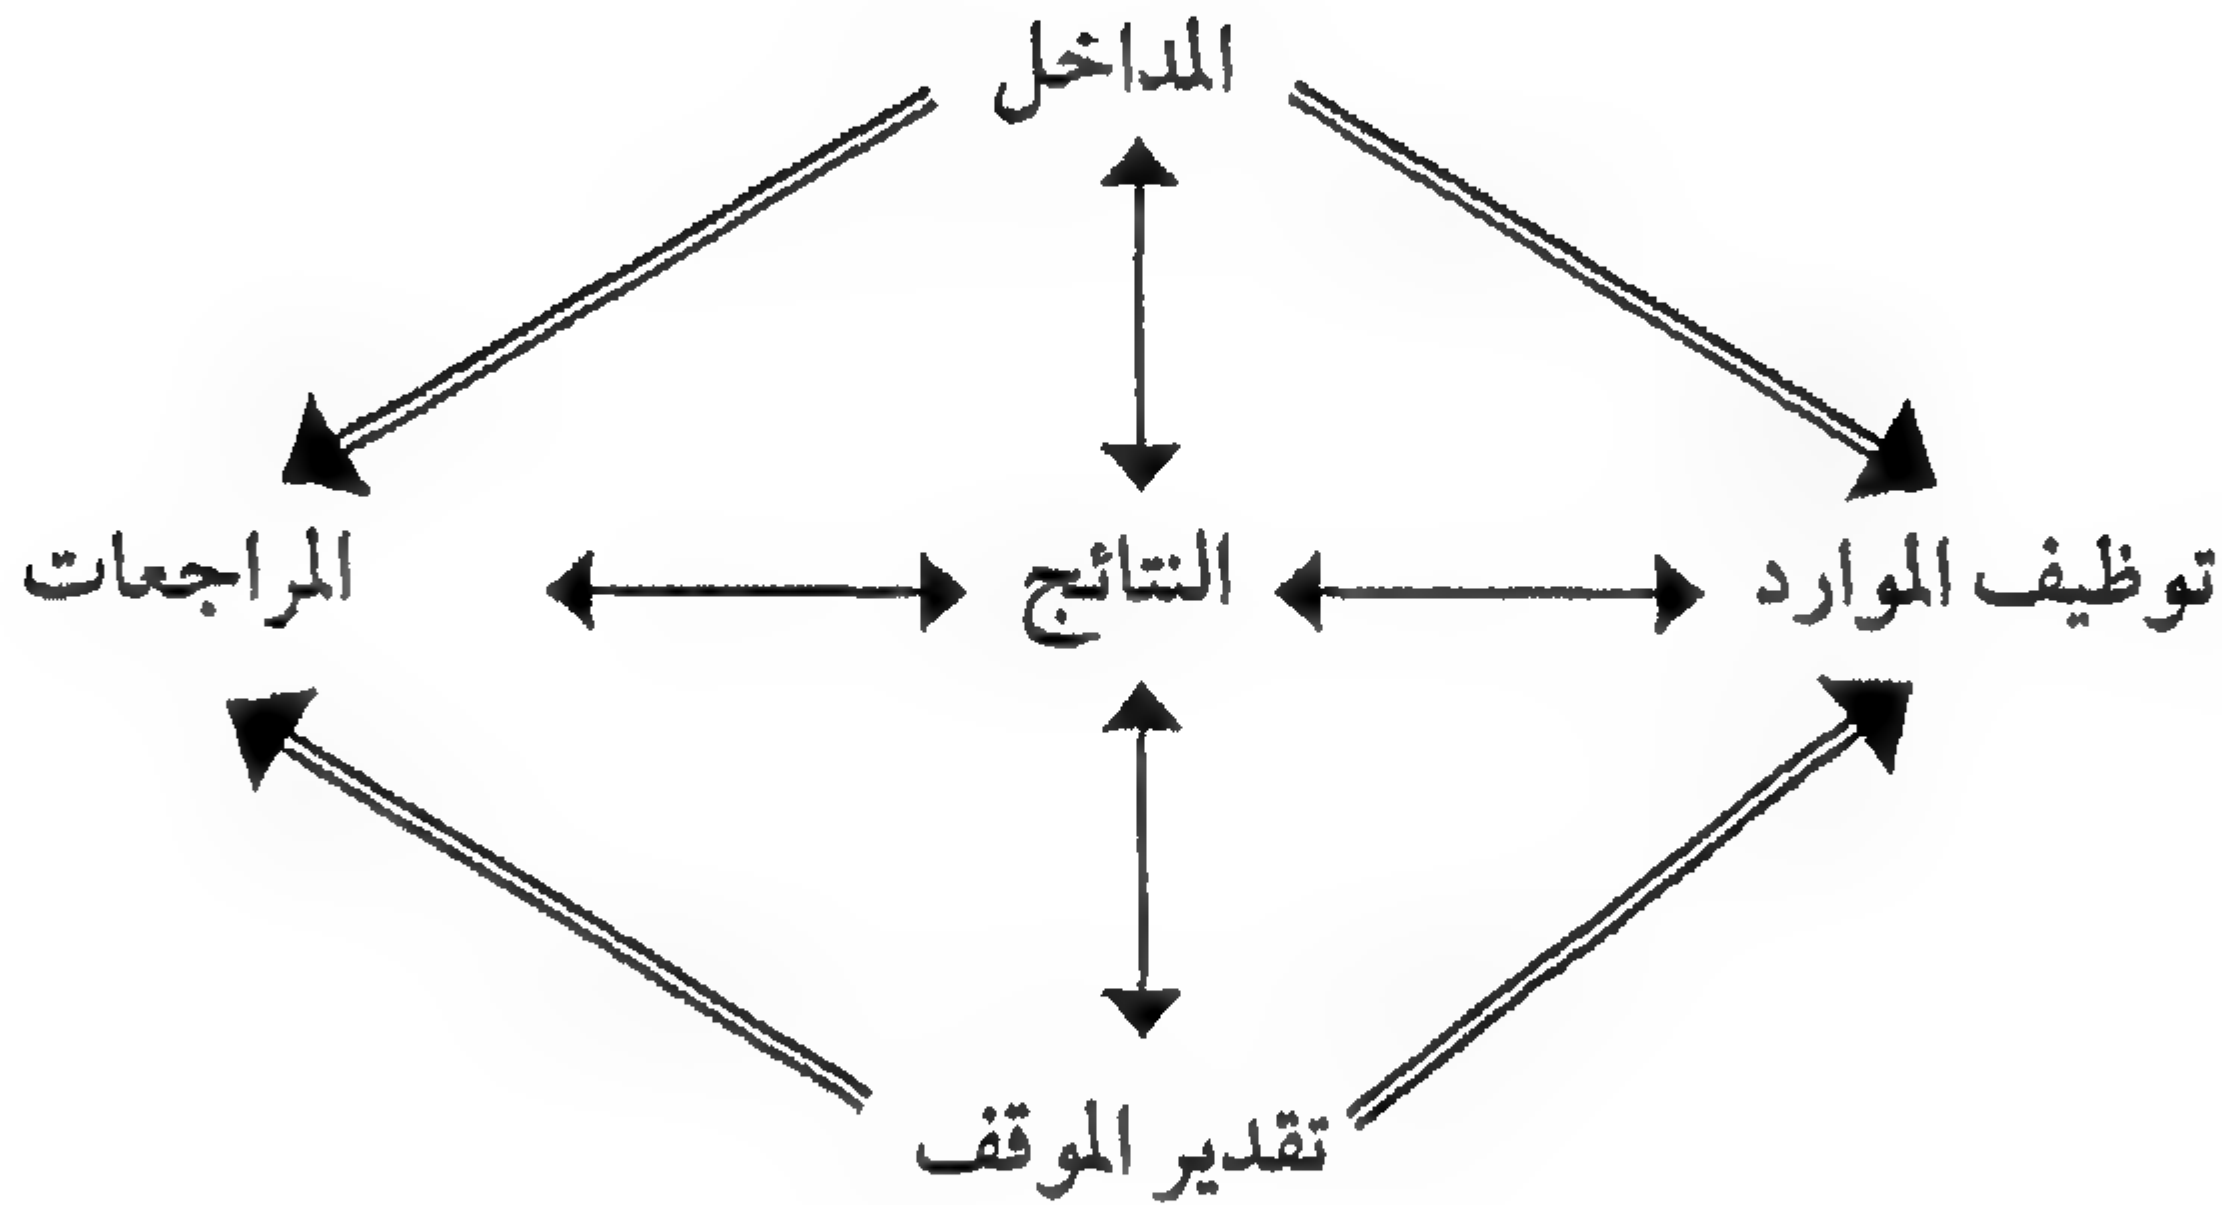 المداخل
توظيف الموارد
النتائج
المراجعات
تقدير الموقف